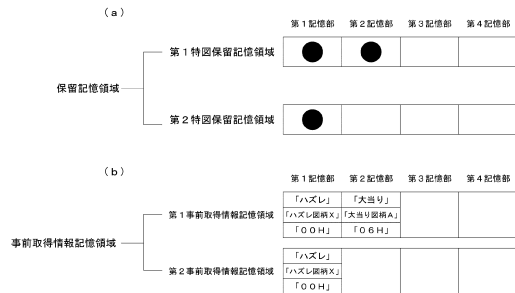 (a)
第1記憶部 第2記憶部 第3記憶部 第4記憶部
第1特図保留記憶領域
保留記憶領域
第2特図保留記憶領域
(b)
第1記憶部 第2記憶部 第3記憶部 第4記憶部
「ハズレ」 「大当り」
第1事前取得情報記憶領域 「ハズレ図柄X」 「大当り図柄A」
「00H」 「06H」
事前取得情報記憶領域
「ハズレ」
第2事前取得情報記憶領域 「ハズレ図柄X」
「00H」